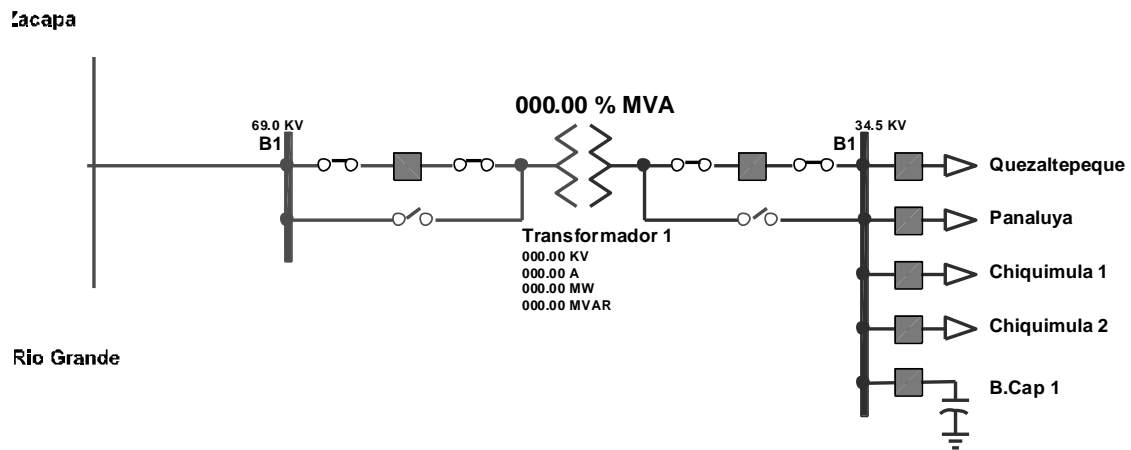 Zacapa
000.00 % MVA
69.0 KV
B1
34.5 KV
B1
Quezaltepeque
Panaluya
Transformador 1
000.00 KV
000.00 A
000.00 MW
000.00 MVAR
Chiquimula 1
Chiquimula 2
Rio Grande
B.Cap 1